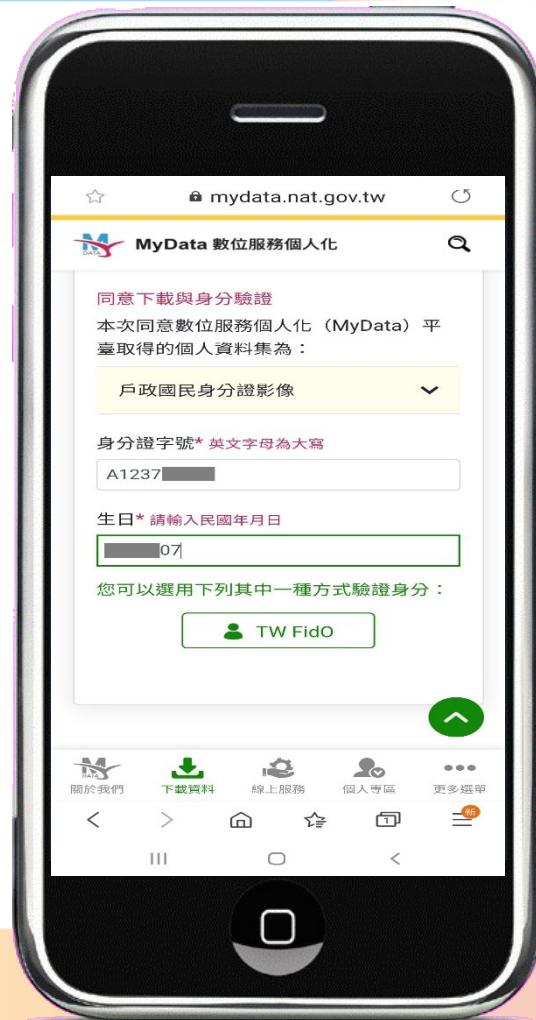 mydata.nat.gov.tw
MyData 數位服務個人化
同意下載與身分驗證
本次同意數位服務個人化（MyData）平
臺取得的個人資料集為：
戶政國民身分證影像
身分證字號* 英文字母為大寫
A1237
生日* 請輸入民國年月日
07
您可以選用下列其中一種方式驗證身分：
TW FidO
關於我們 下載資料 線上服務 個人專區 更多選單
1 新